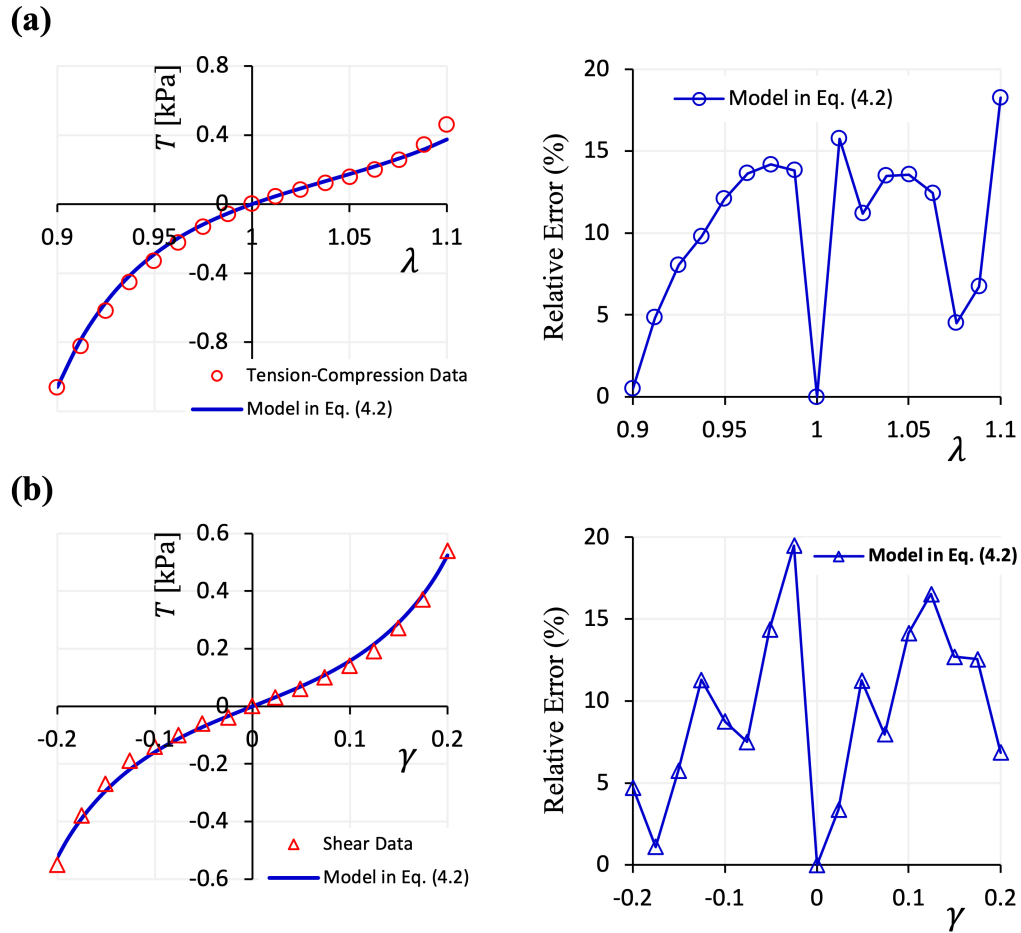 (a)
T [kPa]
0.8
0.4
0
-0.4
-0.8
0.9
0.95
1
1.05
1.1
λ
Tension-Compression Data
Model in Eq. (4.2)
Relative Error (%)
20
15
10
5
0
0.9
0.95
1
1.05
1.1
λ
Model in Eq. (4.2)
(b)
T [kPa]
0.6
0.4
0.2
0
-0.2
-0.4
-0.6
-0.2
-0.1
0
0.1
0.2
γ
Shear Data
Model in Eq. (4.2)
Relative Error (%)
20
15
10
5
0
-0.2
-0.1
0
0.1
0.2
γ
Model in Eq. (4.2)